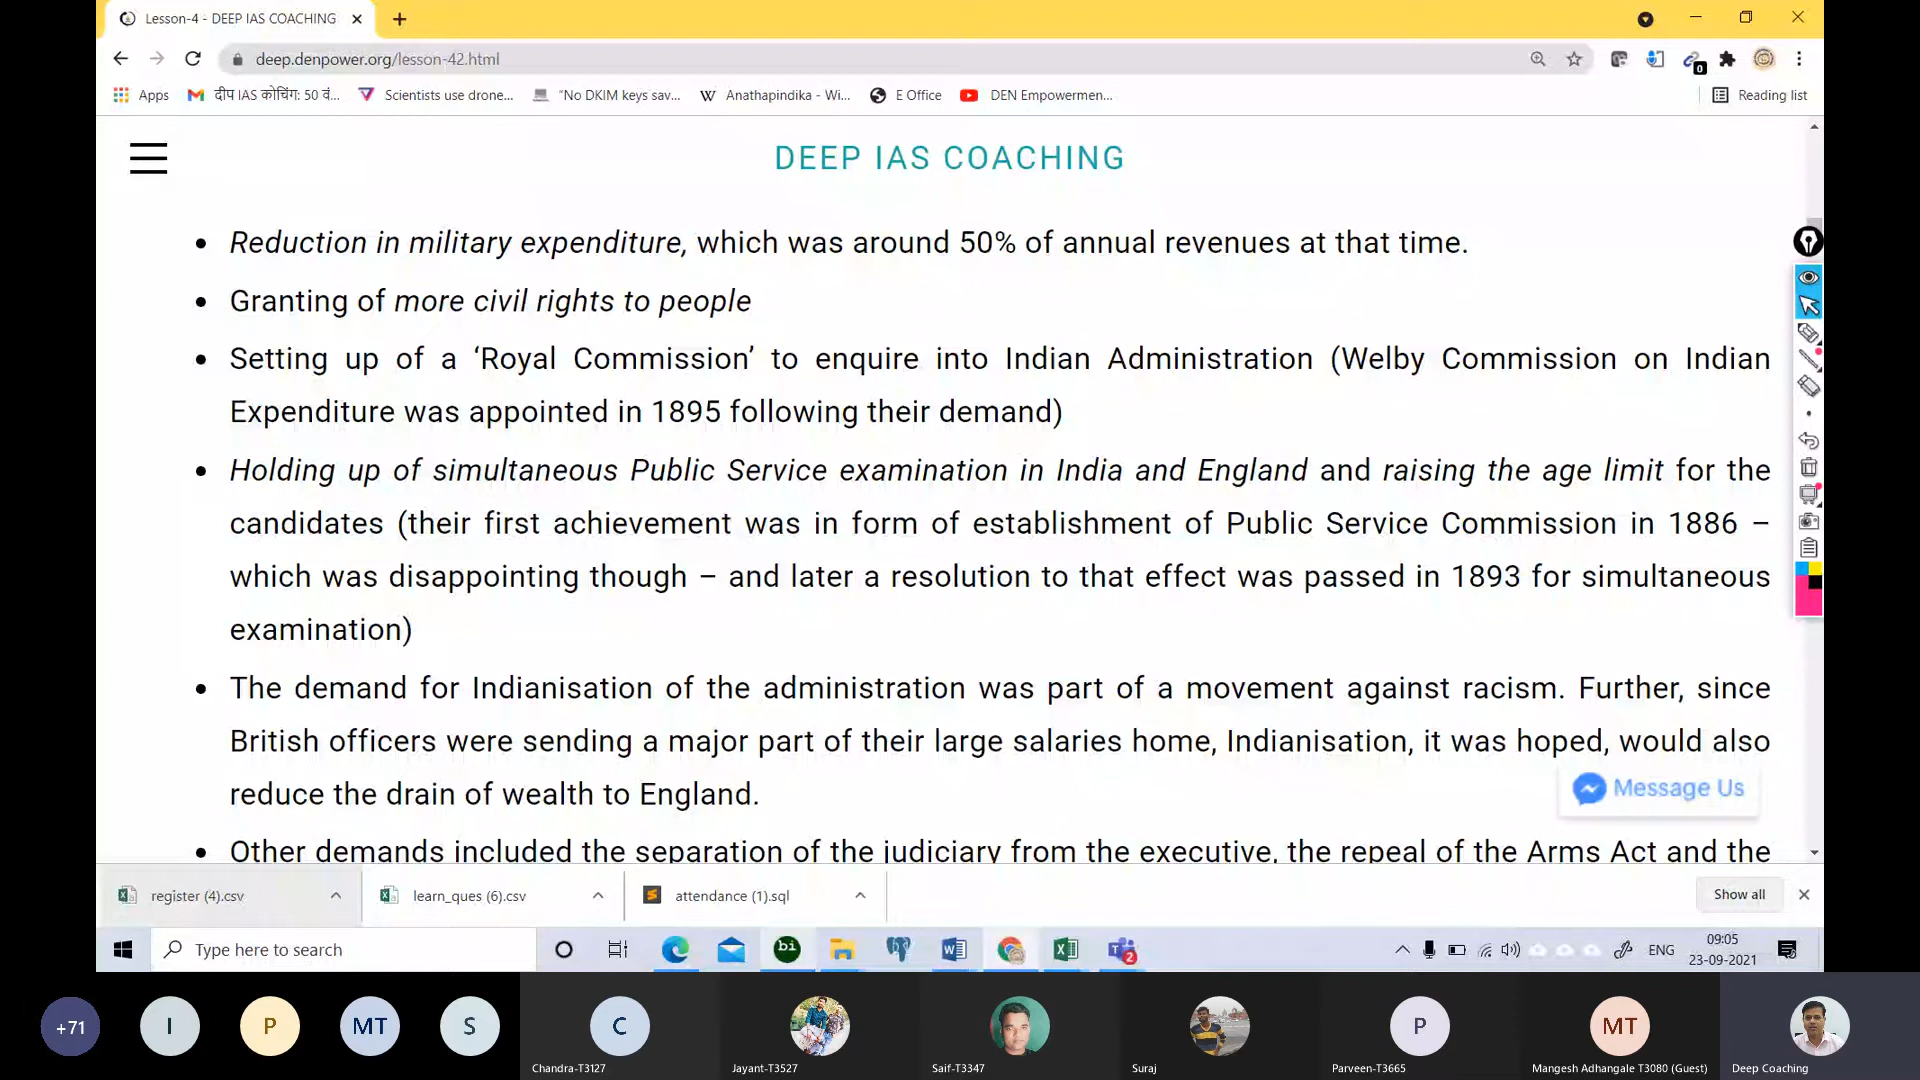 Lesson-4 - DEEP IAS COACHING
deep.denpower.org/lesson-42.html
0
Apps
दीप IAS कोचिंग: 50 वं...
Scientists use drone...
"No DKIM keys sav...
W Anathapindika - Wi...
E Office
DEN Empowermen...
Reading list
DEEP IAS COACHING
Reduction in military expenditure, which was around 50% of annual revenues at that time.
Granting of more civil rights to people
Setting up of a ‘Royal Commission’ to enquire into Indian Administration (Welby Commission on Indian
Expenditure was appointed in 1895 following their demand)
Holding up of simultaneous Public Service examination in India and England and raising the age limit for the
candidates (their first achievement was in form of establishment of Public Service Commission in 1886 –
which was disappointing though – and later a resolution to that effect was passed in 1893 for simultaneous
examination)
The demand for Indianisation of the administration was part of a movement against racism. Further, since
British officers were sending a major part of their large salaries home, Indianisation, it was hoped, would also
reduce the drain of wealth to England.
Message Us
Other demands included the separation of the judiciary from the executive, the repeal of the Arms Act and the
register (4).csv
learn_ques (6).csv
attendance (1).sql
Show all
Type here to search
bi
2
ENG
09:05
23-09-2021
+71
I
P
MT
S
C
P
MT
Chandra-T3127
Jayant-T3527
Saif-T3347
Suraj
Parveen-T3665
Mangesh Adhangale T3080 (Guest)
Deep Coaching